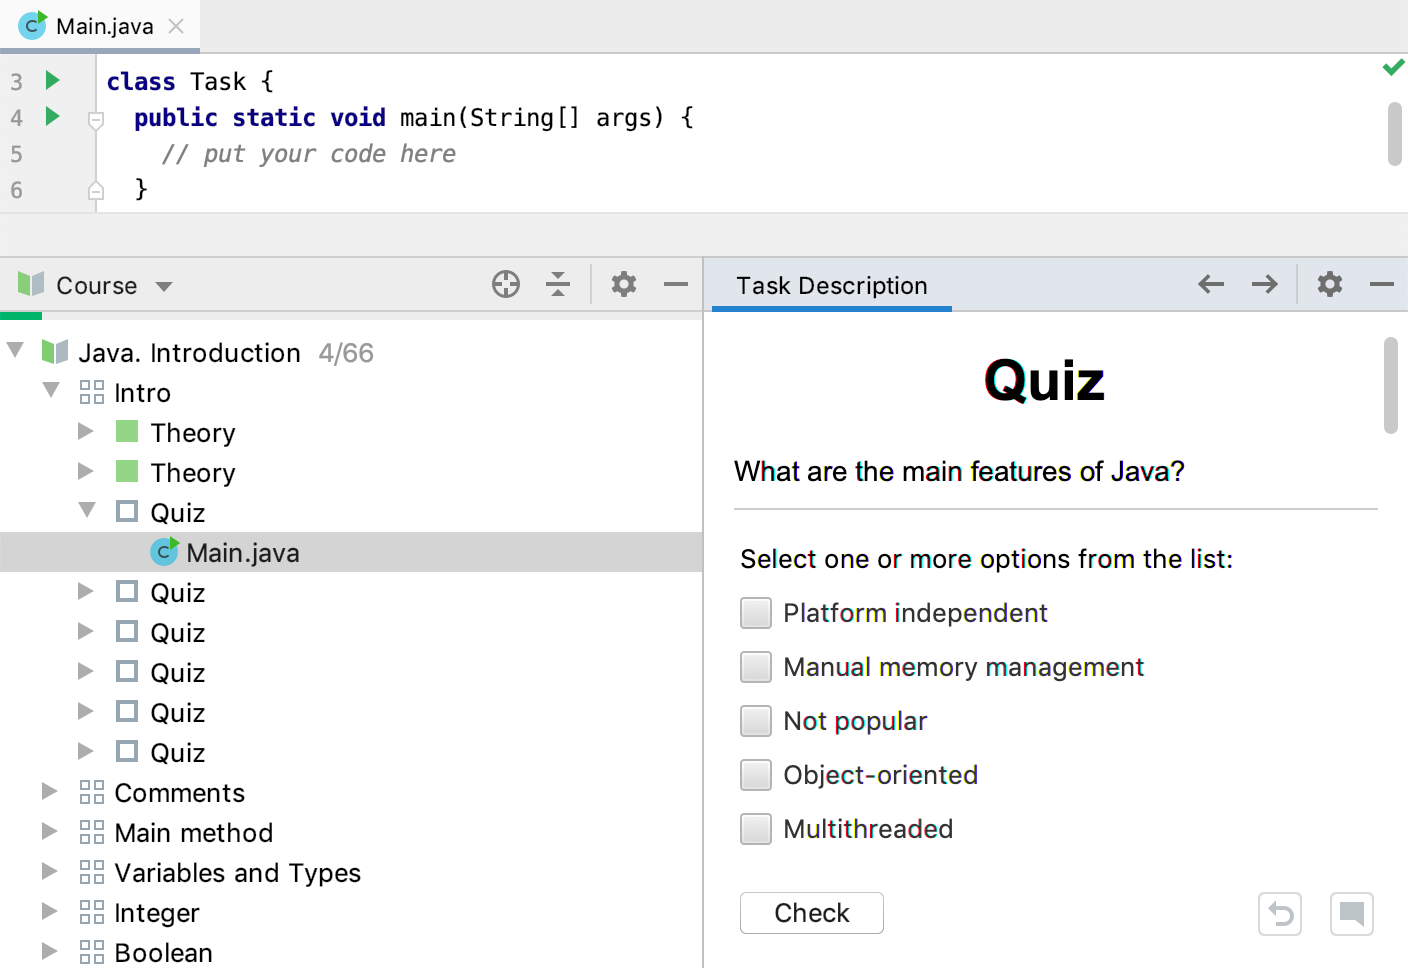 Main.java
3 class Task {
4 public static void main(String[] args) {
5 // put your code here
6 }
Course
Java. Introduction 4/66
Intro
Theory
Theory
Quiz
Main.java
Quiz
Quiz
Quiz
Quiz
Quiz
Comments
Main method
Variables and Types
Integer
Boolean
Task Description
Quiz
What are the main features of Java?
Select one or more options from the list:
Platform independent
Manual memory management
Not popular
Object-oriented
Multithreaded
Check